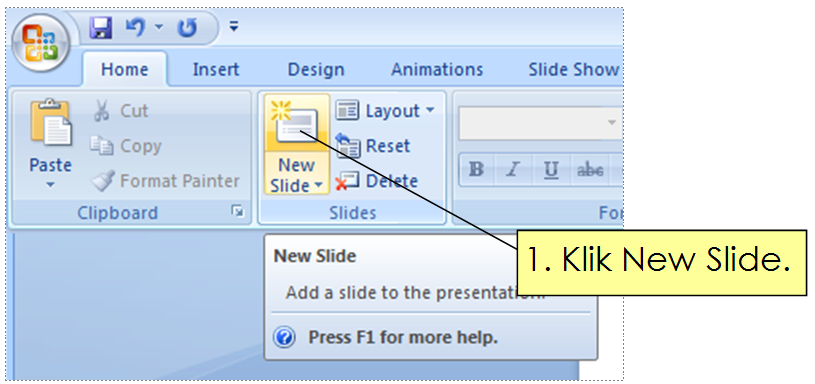 Home Insert Design Animations Slide Show
Paste
Cut
Copy
Format Painter
Clipboard
New
Slide
Layout
Reset
Delete
Slides
B I U abc
For
1. Klik New Slide.
New Slide
Add a slide to the presentation.
Press F1 for more help.